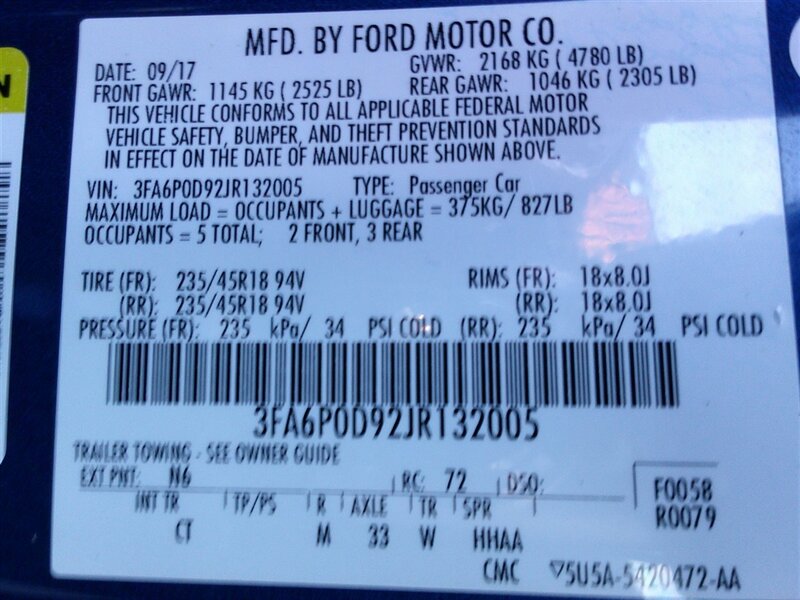 MFD. BY FORD MOTOR CO.
DATE: 09/17 GVWR: 2168 KG ( 4780 LB)
FRONT GAWR: 1145 KG ( 2525 LB) REAR GAWR: 1046 KG ( 2305 LB)
THIS VEHICLE CONFORMS TO ALL APPLICABLE FEDERAL MOTOR
VEHICLE SAFETY, BUMPER, AND THEFT PREVENTION STANDARDS
IN EFFECT ON THE DATE OF MANUFACTURE SHOWN ABOVE.
VIN: 3FA6P0D92JR132005 TYPE: Passenger Car
MAXIMUM LOAD = OCCUPANTS + LUGGAGE = 375KG/ 827LB
OCCUPANTS = 5 TOTAL; 2 FRONT, 3 REAR
TIRE (FR): 235/45R18 94V RIMS (FR): 18x8.0J
(RR): 235/45R18 94V (RR): 18x8.0J
PRESSURE (FR): 235 kPa/ 34 PSI COLD (RR): 235 kPa/ 34 PSI COLD
3FA6P0D92JR132005
TRAILER TOWING - SEE OWNER GUIDE
EXT PNT: N6 RC: 72 DSO: F0058
INT TR TP/PS R AXLE TR SPR R0079
CT M 33 W HHAA
CMC 5U5A-5420472-AA
N